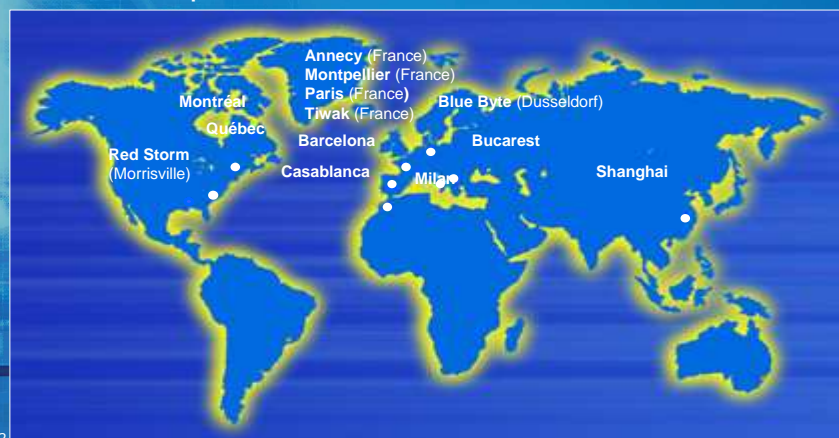 Annecy (France)
Montpellier (France)
Paris (France)
Tiwak (France)
Montréal
Blue Byte (Dusseldorf)
Québec
Barcelona
Bucarest
Red Storm
(Morrisville)
Casablanca
Milan
Shanghai